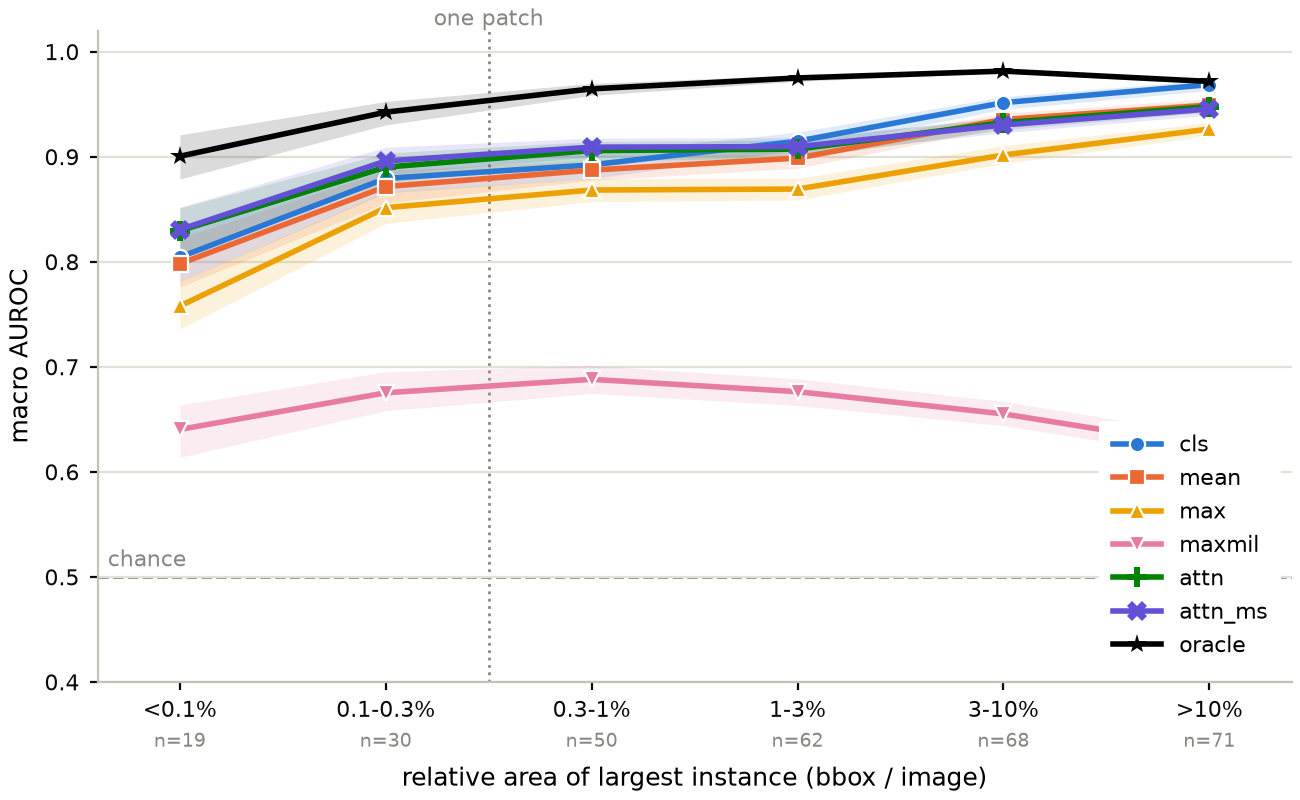 one patch
1.0
0.9
0.8
0.7
0.6
0.5
0.4
macro AUROC
chance
cls
mean
max
maxmil
attn
attn_ms
oracle
<0.1% 0.1-0.3% 0.3-1% 1-3% 3-10% >10%
n=19 n=30 n=50 n=62 n=68 n=71
relative area of largest instance (bbox / image)